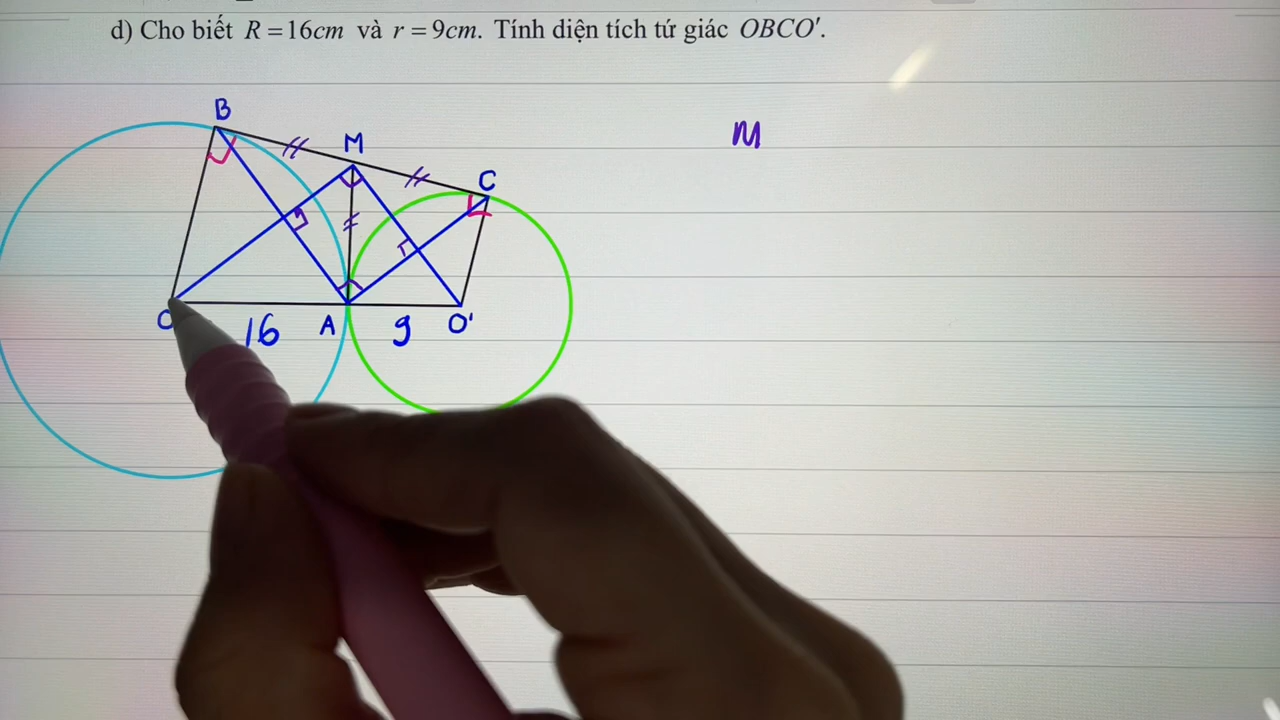 d) Cho biết R = 16cm và r = 9cm. Tính diện tích tứ giác OBCO'.
B
M
M
C
O
16
A
9
O'